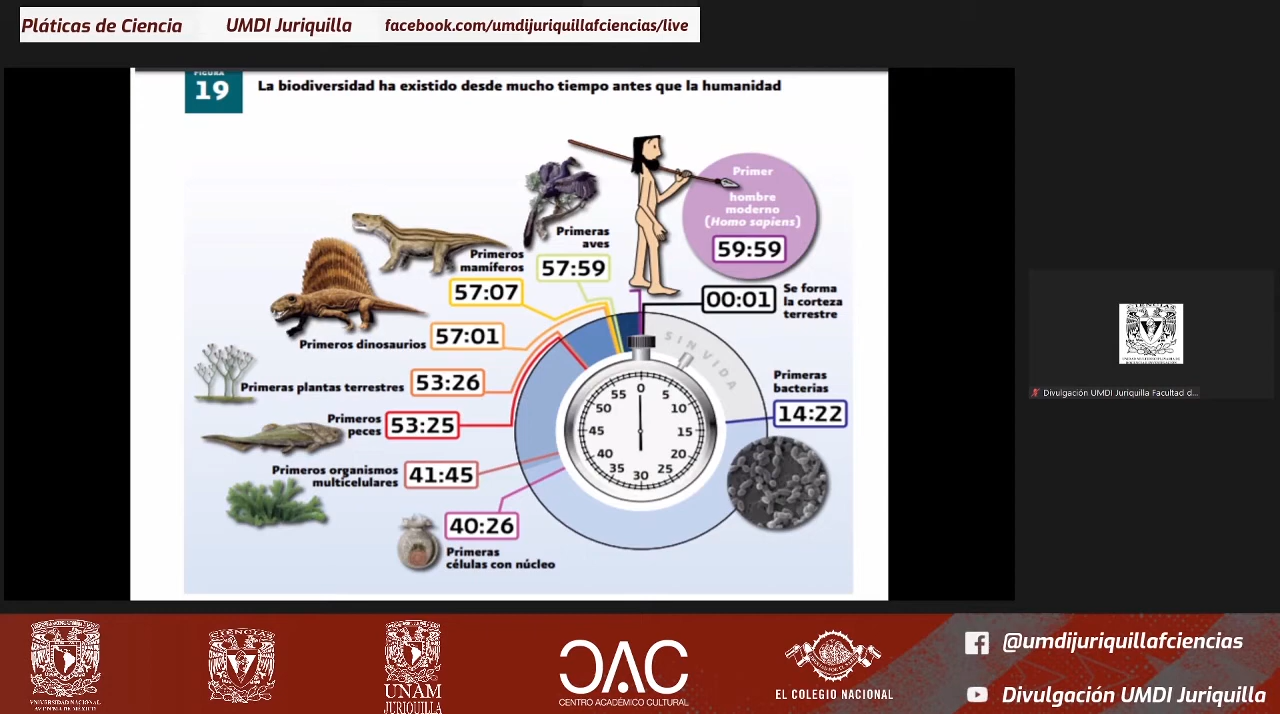 Pláticas de Ciencia
UMDI Juriquilla
facebook.com/umdijuriquillafciencias/live
FIGURA
19
La biodiversidad ha existido desde mucho tiempo antes que la humanidad
Primer
hombre
moderno
(Homo sapiens)
59:59
Primeras
aves
57:59
Primeros
mamíferos
57:07
00:01
Se forma
la corteza
terrestre
Primeros dinosaurios
57:01
SIN VIDA
Primeras plantas terrestres
53:26
Primeras
bacterias
14:22
Primeros
peces
53:25
0
5
10
15
20
25
30
35
40
45
50
55
Primeros organismos
multicelulares
41:45
40:26
Primeras
células con núcleo
Divulgación UMDI Juriquilla Facultad d...
CIENCIAS
UNAM
JURIQUILLA
CAC
CENTRO ACADÉMICO CULTURAL
EL COLEGIO NACIONAL
@umdijuriquillafciencias
Divulgación UMDI Juriquilla